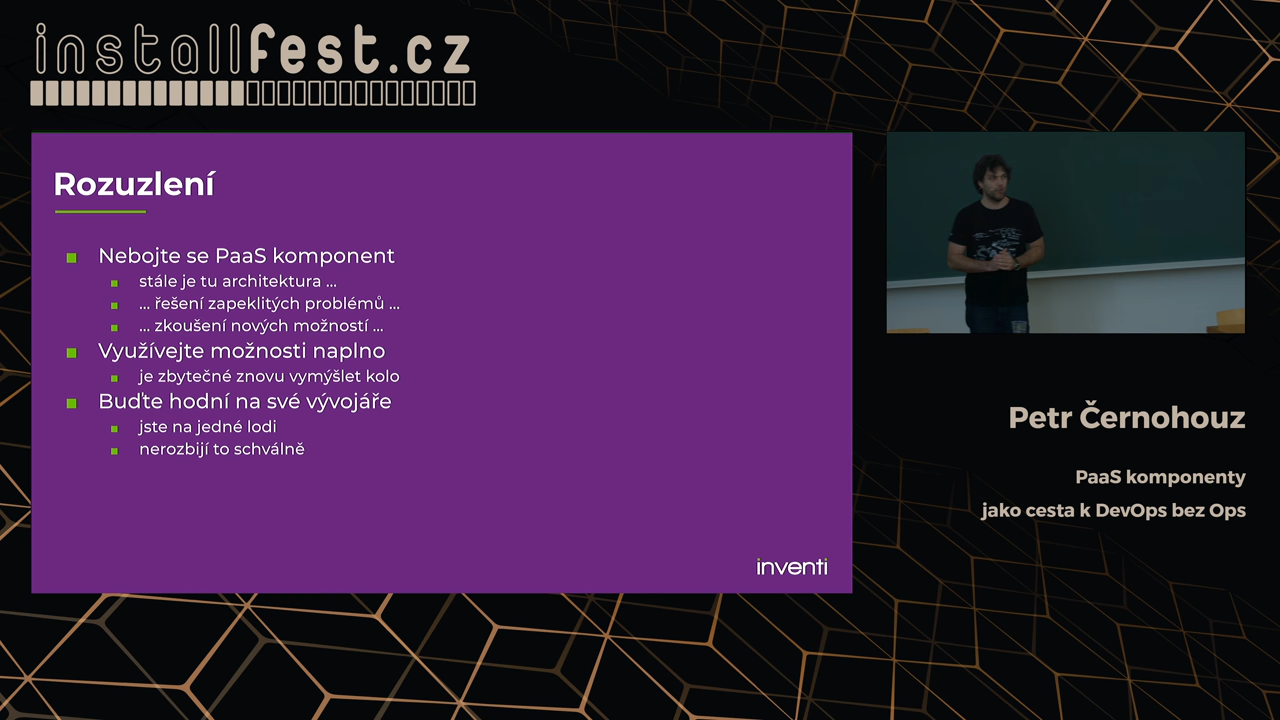 installfest.cz
Rozuzlení
Nebojte se PaaS komponent
stále je tu architektura ...
... řešení zapeklitých problémů ...
... zkoušení nových možností ...
Využívejte možnosti naplno
je zbytečné znovu vymýšlet kolo
Buďte hodní na své vývojáře
jste na jedné lodi
nerozbijí to schválně
inventi
Petr Černohouz
PaaS komponenty
jako cesta k DevOps bez Ops